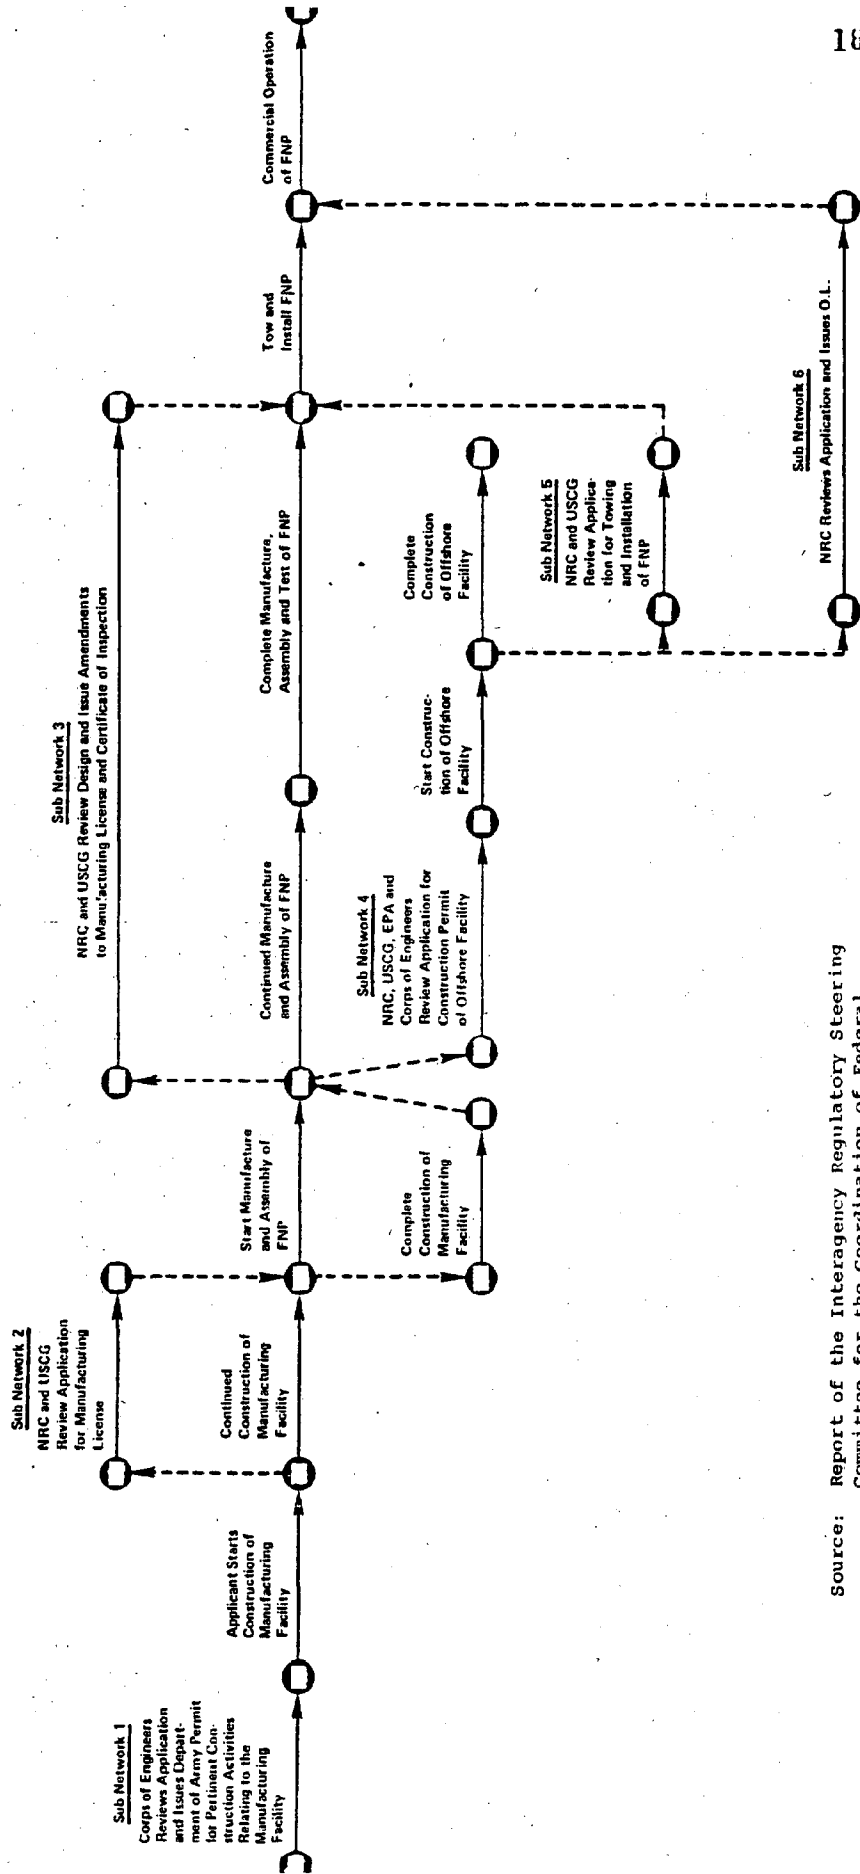 18
Sub Network 1
Corps of Engineers
Reviews Application
and Issues Depart-
ment of Army Permit
for Pertinent Con-
struction Activities
Relating to the
Manufacturing
Facility
Applicant Starts
Construction of
Manufacturing
Facility
Sub Network 2
NRC and USCG
Review Application
for Manufacturing
License
Continued
Construction of
Manufacturing
Facility
Start Manufacture
and Assembly of
FNP
Complete
Construction of
Manufacturing
Facility
Sub Network 3
NRC and USCG Review Design and Issue Amendments
to Manufacturing License and Certificate of Inspection
Continued Manufacture
and Assembly of FNP
Complete Manufacture,
Assembly and Test of FNP
Sub Network 4
NRC, USCG, EPA and
Corps of Engineers
Review Application for
Construction Permit
of Offshore Facility
Start Construc-
tion of Offshore
Facility
Complete
Construction
of Offshore
Facility
Sub Network 5
NRC and USCG
Review Applica-
tion for Towing
and Installation
of FNP
Tow and
Install FNP
Commercial Operation
of FNP
Sub Network 6
NRC Reviews Application and Issues O.L.
Source: Report of the Interagency Regulatory Steering
Committee for the Coordination of Federal